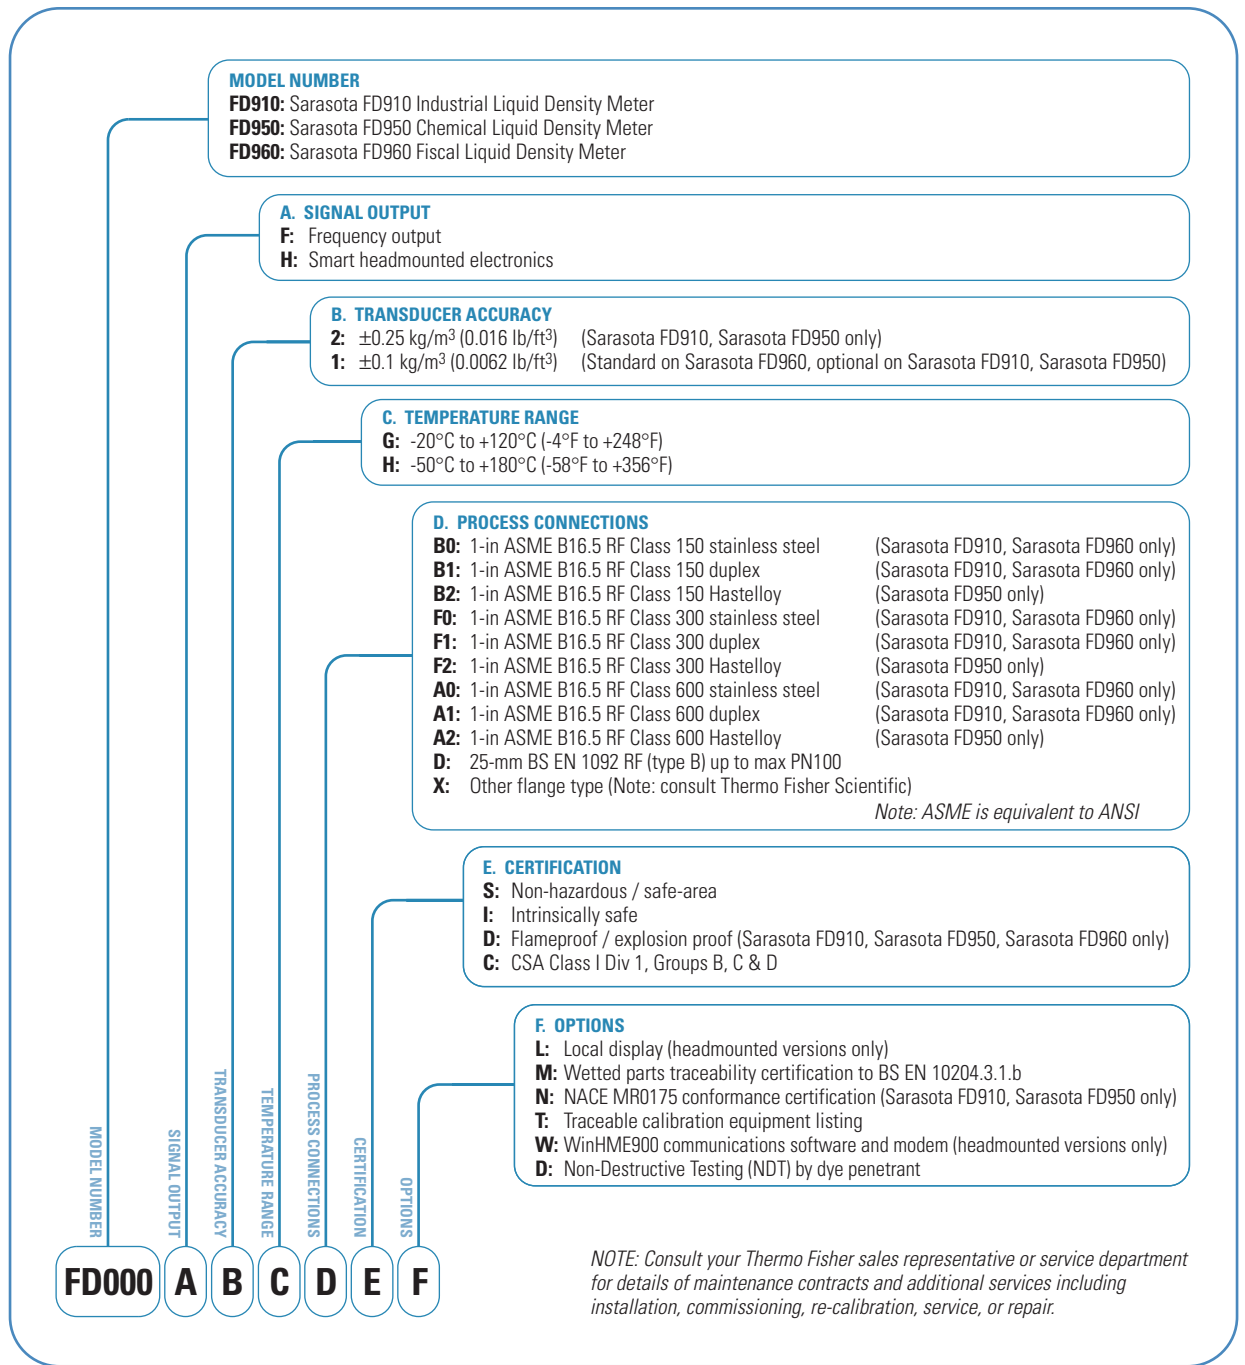 MODEL NUMBER
FD910: Sarasota FD910 Industrial Liquid Density Meter
FD950: Sarasota FD950 Chemical Liquid Density Meter
FD960: Sarasota FD960 Fiscal Liquid Density Meter
A. SIGNAL OUTPUT
F: Frequency output
H: Smart headmounted electronics
B. TRANSDUCER ACCURACY
2: ±0.25 kg/m³ (0.016 lb/ft³) (Sarasota FD910, Sarasota FD950 only)
1: ±0.1 kg/m³ (0.0062 lb/ft³) (Standard on Sarasota FD960, optional on Sarasota FD910, Sarasota FD950)
C. TEMPERATURE RANGE
G: -20°C to +120°C (-4°F to +248°F)
H: -50°C to +180°C (-58°F to +356°F)
D. PROCESS CONNECTIONS
B0: 1-in ASME B16.5 RF Class 150 stainless steel (Sarasota FD910, Sarasota FD960 only)
B1: 1-in ASME B16.5 RF Class 150 duplex (Sarasota FD910, Sarasota FD960 only)
B2: 1-in ASME B16.5 RF Class 150 Hastelloy (Sarasota FD950 only)
F0: 1-in ASME B16.5 RF Class 300 stainless steel (Sarasota FD910, Sarasota FD960 only)
F1: 1-in ASME B16.5 RF Class 300 duplex (Sarasota FD910, Sarasota FD960 only)
F2: 1-in ASME B16.5 RF Class 300 Hastelloy (Sarasota FD950 only)
A0: 1-in ASME B16.5 RF Class 600 stainless steel (Sarasota FD910, Sarasota FD960 only)
A1: 1-in ASME B16.5 RF Class 600 duplex (Sarasota FD910, Sarasota FD960 only)
A2: 1-in ASME B16.5 RF Class 600 Hastelloy (Sarasota FD950 only)
D: 25-mm BS EN 1092 RF (type B) up to max PN100
X: Other flange type (Note: consult Thermo Fisher Scientific)
Note: ASME is equivalent to ANSI
E. CERTIFICATION
S: Non-hazardous / safe-area
I: Intrinsically safe
D: Flameproof / explosion proof (Sarasota FD910, Sarasota FD950, Sarasota FD960 only)
C: CSA Class I Div 1, Groups B, C & D
F. OPTIONS
L: Local display (headmounted versions only)
M: Wetted parts traceability certification to BS EN 10204.3.1.b
N: NACE MR0175 conformance certification (Sarasota FD910, Sarasota FD950 only)
T: Traceable calibration equipment listing
W: WinHME900 communications software and modem (headmounted versions only)
D: Non-Destructive Testing (NDT) by dye penetrant
MODEL NUMBER
SIGNAL OUTPUT
TRANSDUCER ACCURACY
TEMPERATURE RANGE
PROCESS CONNECTIONS
CERTIFICATION
OPTIONS
FD000 A B C D E F
NOTE: Consult your Thermo Fisher sales representative or service department
for details of maintenance contracts and additional services including
installation, commissioning, re-calibration, service, or repair.